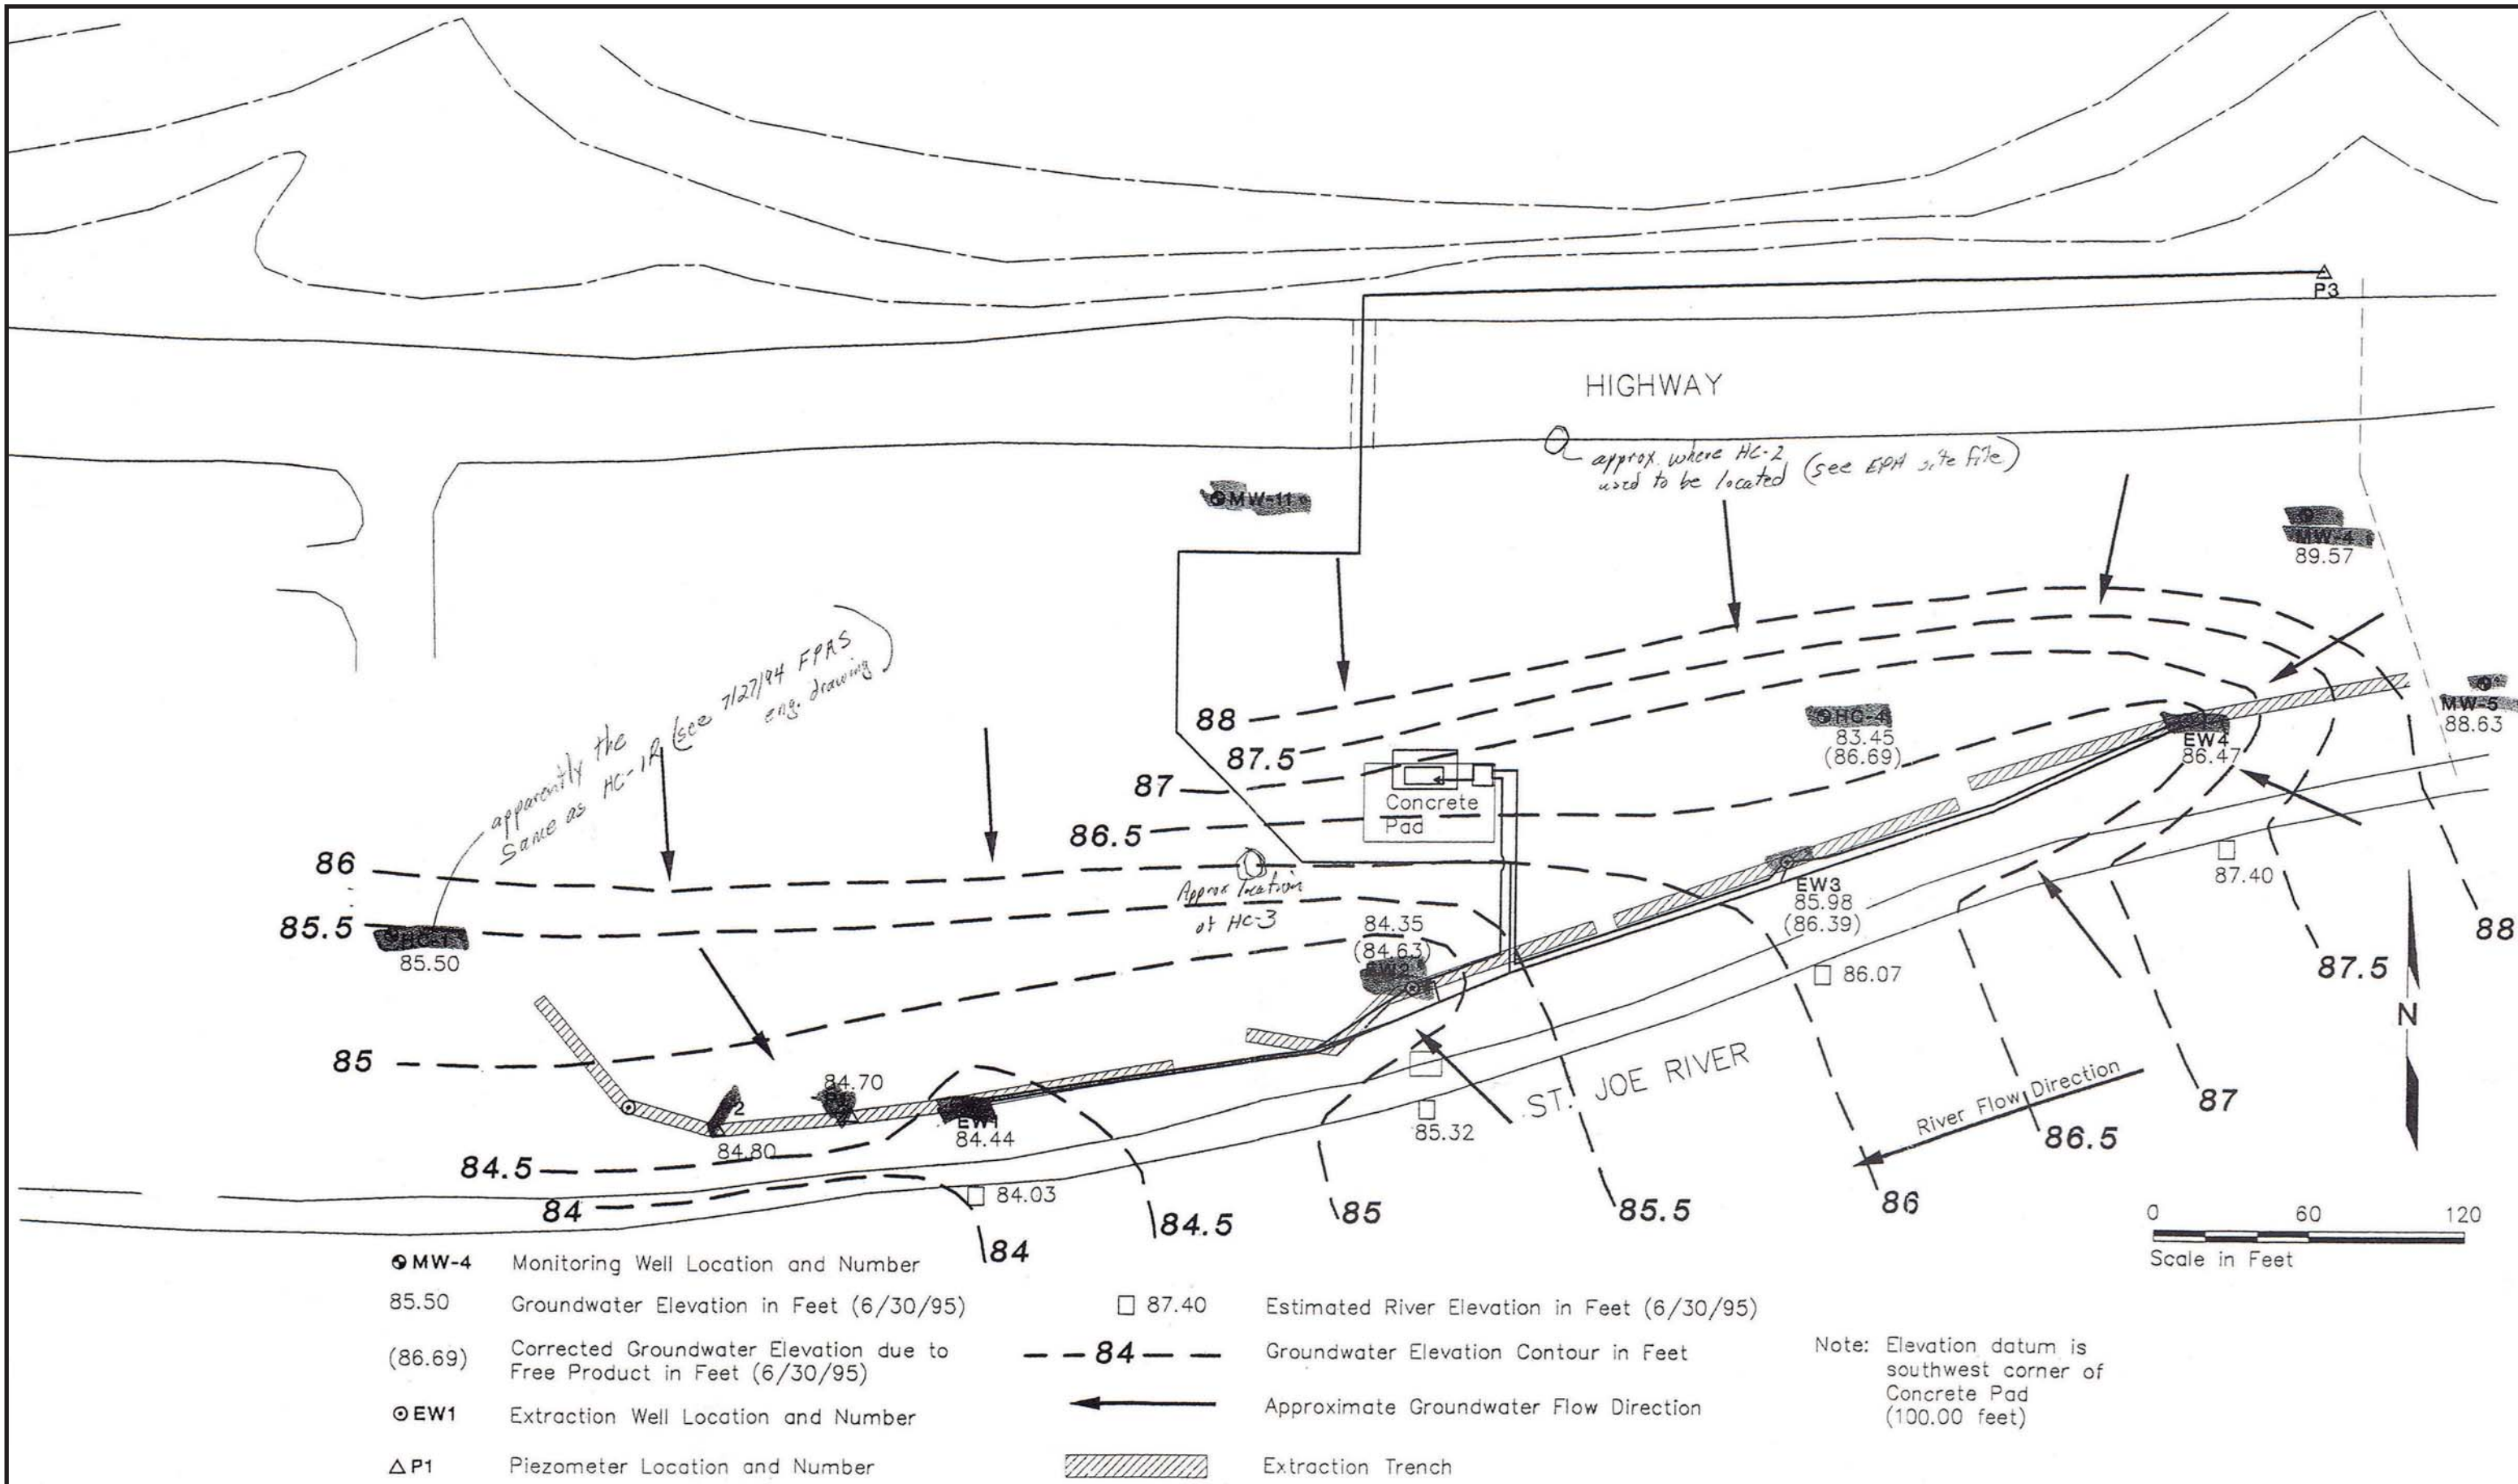 P3
HIGHWAY
approx. where HC-2
used to be located (see EPA site file)
MW-11
MW-4
89.57
apparently the
Same as HC-1R (see 7/27/94 FPRS
eng. drawing)
88
87.5
87
86.5
86
85.5
85
84.5
84
HC-4
83.45
(86.69)
MW-5
88.63
EW4
86.47
Concrete
Pad
Approx location
of HC-3
HC-1
85.50
84.35
(84.63)
EW2
EW3
85.98
(86.39)
87.40
86.07
88
87.5
N
84.70
2
84.80
EW1
84.44
85.32
ST. JOE RIVER
River Flow Direction
87
86.5
86
85.5
85
84.5
84
84.03
0 60 120
Scale in Feet
MW-4 Monitoring Well Location and Number
85.50 Groundwater Elevation in Feet (6/30/95)
(86.69) Corrected Groundwater Elevation due to
Free Product in Feet (6/30/95)
EW1 Extraction Well Location and Number
P1 Piezometer Location and Number
87.40 Estimated River Elevation in Feet (6/30/95)
84 Groundwater Elevation Contour in Feet
Approximate Groundwater Flow Direction
Extraction Trench
Note: Elevation datum is
southwest corner of
Concrete Pad
(100.00 feet)